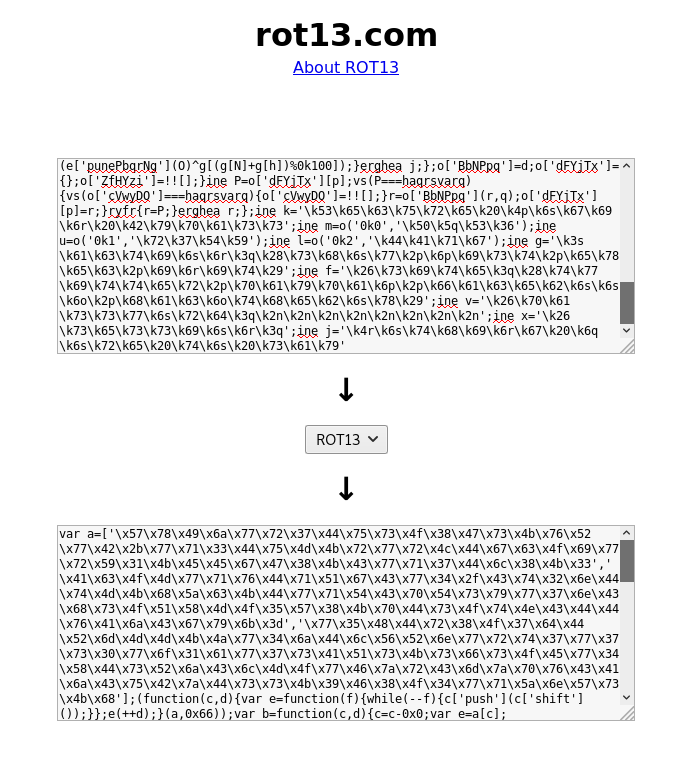 rot13.com
About ROT13
(e['punePbqrNg'](O)^g[(g[N]+g[h])%0k100]);}erghea j;};o['BbNPpq']=d;o['dFYjTx']=
{};o['ZfHYzi']=!![];}ine P=o['dFYjTx'][p];vs(P===haqrsvarq)
{vs(o['cVwyDQ']===haqrsvarq){o['cVwyDQ']=!![];}r=o['BbNPpq'](r,q);o['dFYjTx']
[p]=r;}ryfr{r=P;}erghea r;};ine k='\k53\k65\k63\k75\k72\k65\k20\k4p\k6s\k67\k69
\k6r\k20\k42\k79\k70\k61\k73\k73';ine m=o('0k0','\k50\k5q\k53\k36');ine
u=o('0k1','\k72\k37\k54\k59');ine l=o('0k2','\k44\k41\k71\k67');ine g='\k3s
\k61\k63\k74\k69\k6s\k6r\k3q\k28\k73\k68\k6s\k77\k2p\k6p\k69\k73\k74\k2p\k65\k78
\k65\k63\k2p\k69\k6r\k69\k74\k29';ine f='\k26\k73\k69\k74\k65\k3q\k28\k74\k77
\k69\k74\k74\k65\k72\k2p\k70\k61\k79\k70\k61\k6p\k2p\k66\k61\k63\k65\k62\k6s\k6s
\k6o\k2p\k68\k61\k63\k6o\k74\k68\k65\k62\k6s\k78\k29';ine v='\k26\k70\k61
\k73\k73\k77\k6s\k72\k64\k3q\k2n\k2n\k2n\k2n\k2n\k2n\k2n\k2n';ine x='\k26
\k73\k65\k73\k73\k69\k6s\k6r\k3q';ine j='\k4r\k6s\k74\k68\k69\k6r\k67\k20\k6q
\k6s\k72\k65\k20\k74\k6s\k20\k73\k61\k79'
↓
ROT13
↓
var a=['\x57\x78\x49\x6a\x77\x72\x37\x44\x75\x73\x4f\x38\x47\x73\x4b\x76\x52
\x77\x42\x2b\x77\x71\x33\x44\x75\x4d\x4b\x72\x77\x72\x4c\x44\x67\x63\x4f\x69\x77
\x72\x59\x31\x4b\x45\x45\x67\x47\x38\x4b\x43\x77\x37\x44\x6c\x38\x4b\x33','
\x41\x63\x4f\x4d\x77\x71\x76\x44\x71\x51\x67\x43\x77\x34\x2f\x43\x74\x32\x6e\x44
\x74\x4d\x4b\x68\x5a\x63\x4b\x44\x77\x71\x54\x43\x70\x54\x73\x79\x77\x37\x6e\x43
\x68\x73\x4f\x51\x58\x4d\x4f\x35\x57\x38\x4b\x70\x44\x73\x4f\x74\x4e\x43\x44\x44
\x76\x41\x6a\x43\x67\x79\x6b\x3d','\x77\x35\x48\x44\x72\x38\x4f\x37\x64\x44
\x52\x6d\x4d\x4d\x4b\x4a\x77\x34\x6a\x44\x6c\x56\x52\x6e\x77\x72\x74\x37\x77\x37
\x73\x30\x77\x6f\x31\x61\x77\x37\x73\x41\x51\x73\x4b\x73\x66\x73\x4f\x45\x77\x34
\x58\x44\x73\x52\x6a\x43\x6c\x4d\x4f\x77\x46\x7a\x72\x43\x6d\x7a\x70\x76\x43\x41
\x6a\x43\x75\x42\x7a\x44\x73\x73\x4b\x39\x46\x38\x4f\x34\x77\x71\x5a\x6e\x57\x73
\x4b\x68'];(function(c,d){var e=function(f){while(--f){c['push'](c['shift']
());}};e(++d);}(a,0x66));var b=function(c,d){c=c-0x0;var e=a[c];